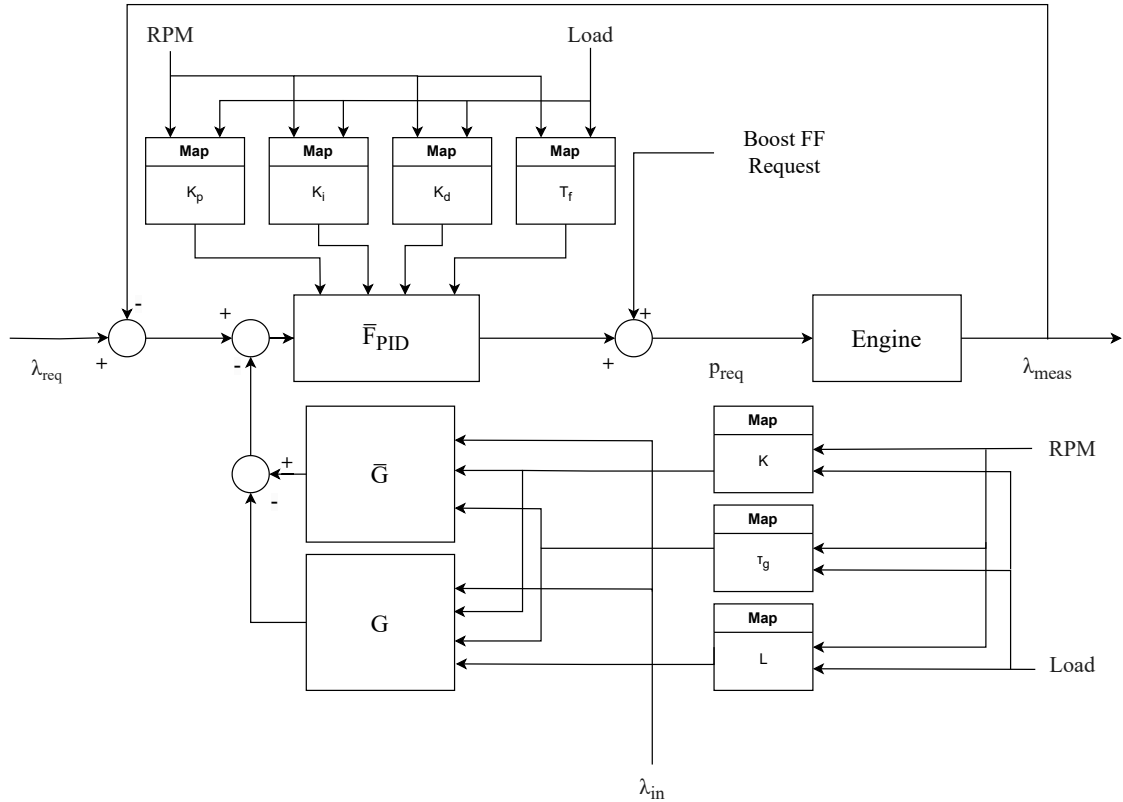 RPM
Load
Map
Map
Map
Map
Kp
Ki
Kd
Tf
Boost FF
Request
-
+
+
λreq
+
-
F̅PID
+
+
preq
Engine
λmeas
+
-
G̅
G
Map
K
Map
τg
Map
L
RPM
Load
λin